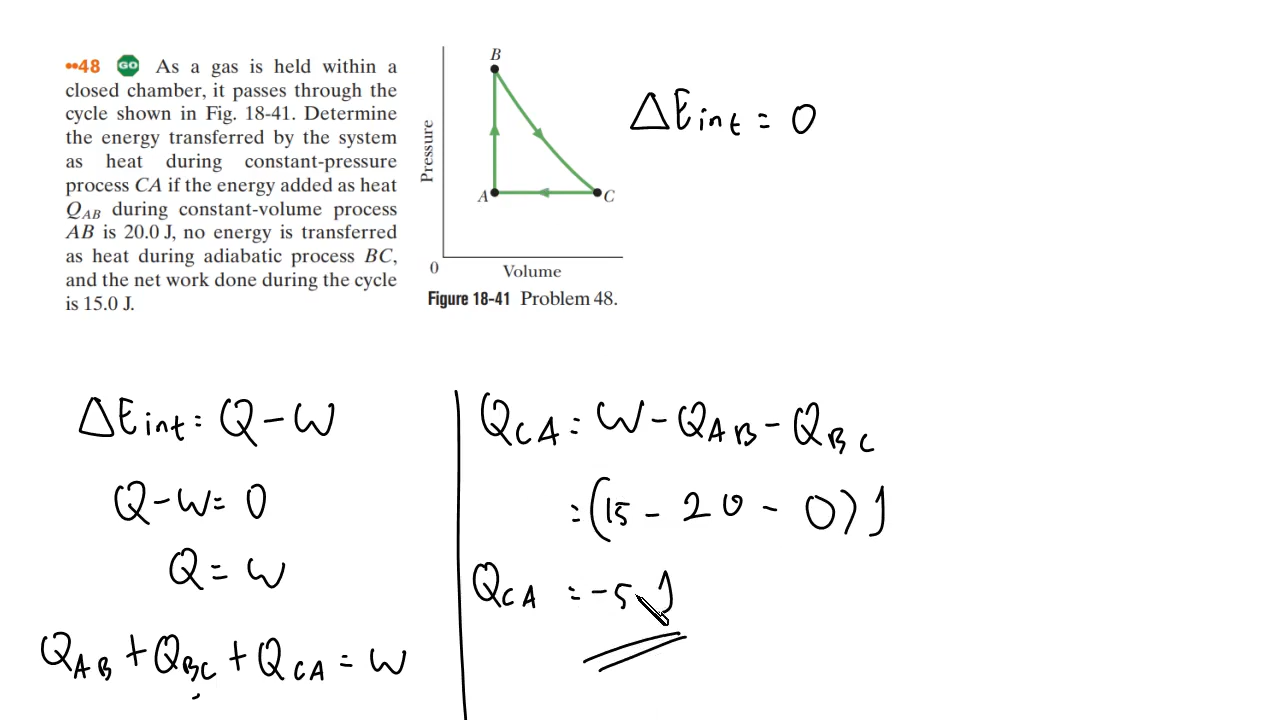 ••48 GO As a gas is held within a
closed chamber, it passes through the
cycle shown in Fig. 18-41. Determine
the energy transferred by the system
as heat during constant-pressure
process CA if the energy added as heat
Q_AB during constant-volume process
AB is 20.0 J, no energy is transferred
as heat during adiabatic process BC,
and the net work done during the cycle
is 15.0 J.
B
Pressure
A
C
0
Volume
Figure 18-41 Problem 48.
ΔE_int = 0
ΔE_int = Q - W
Q - W = 0
Q = W
Q_AB + Q_BC + Q_CA = W
Q_CA = W - Q_AB - Q_BC
= (15 - 20 - 0) J
Q_CA = -5 J